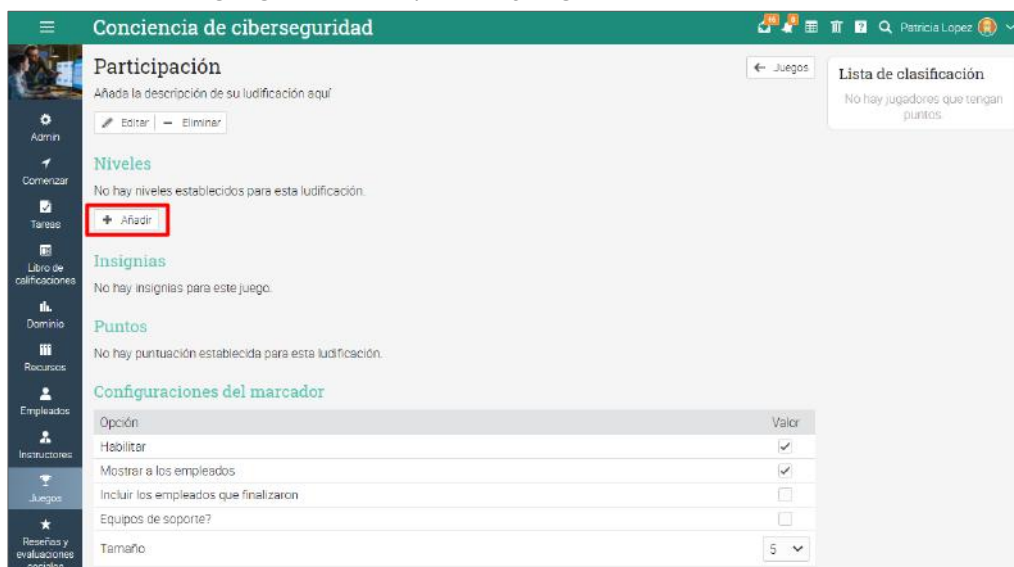 Conciencia de ciberseguridad
Patricia Lopez
Admin
Comenzar
Tareas
Libro de
calificaciones
Dominio
Recursos
Empleados
Instructores
Juegos
Reseñas y
evaluaciones
sociales
Participación
Juegos
Añada la descripción de su ludificación aquí
Editar
Eliminar
Niveles
No hay niveles establecidos para esta ludificación.
Añadir
Insignias
No hay insignias para este juego.
Puntos
No hay puntuación establecida para esta ludificación.
Configuraciones del marcador
Opción Valor
Habilitar
Mostrar a los empleados
Incluir los empleados que finalizaron
Equipos de soporte?
Tamaño 5
Lista de clasificación
No hay jugadores que tengan
puntos